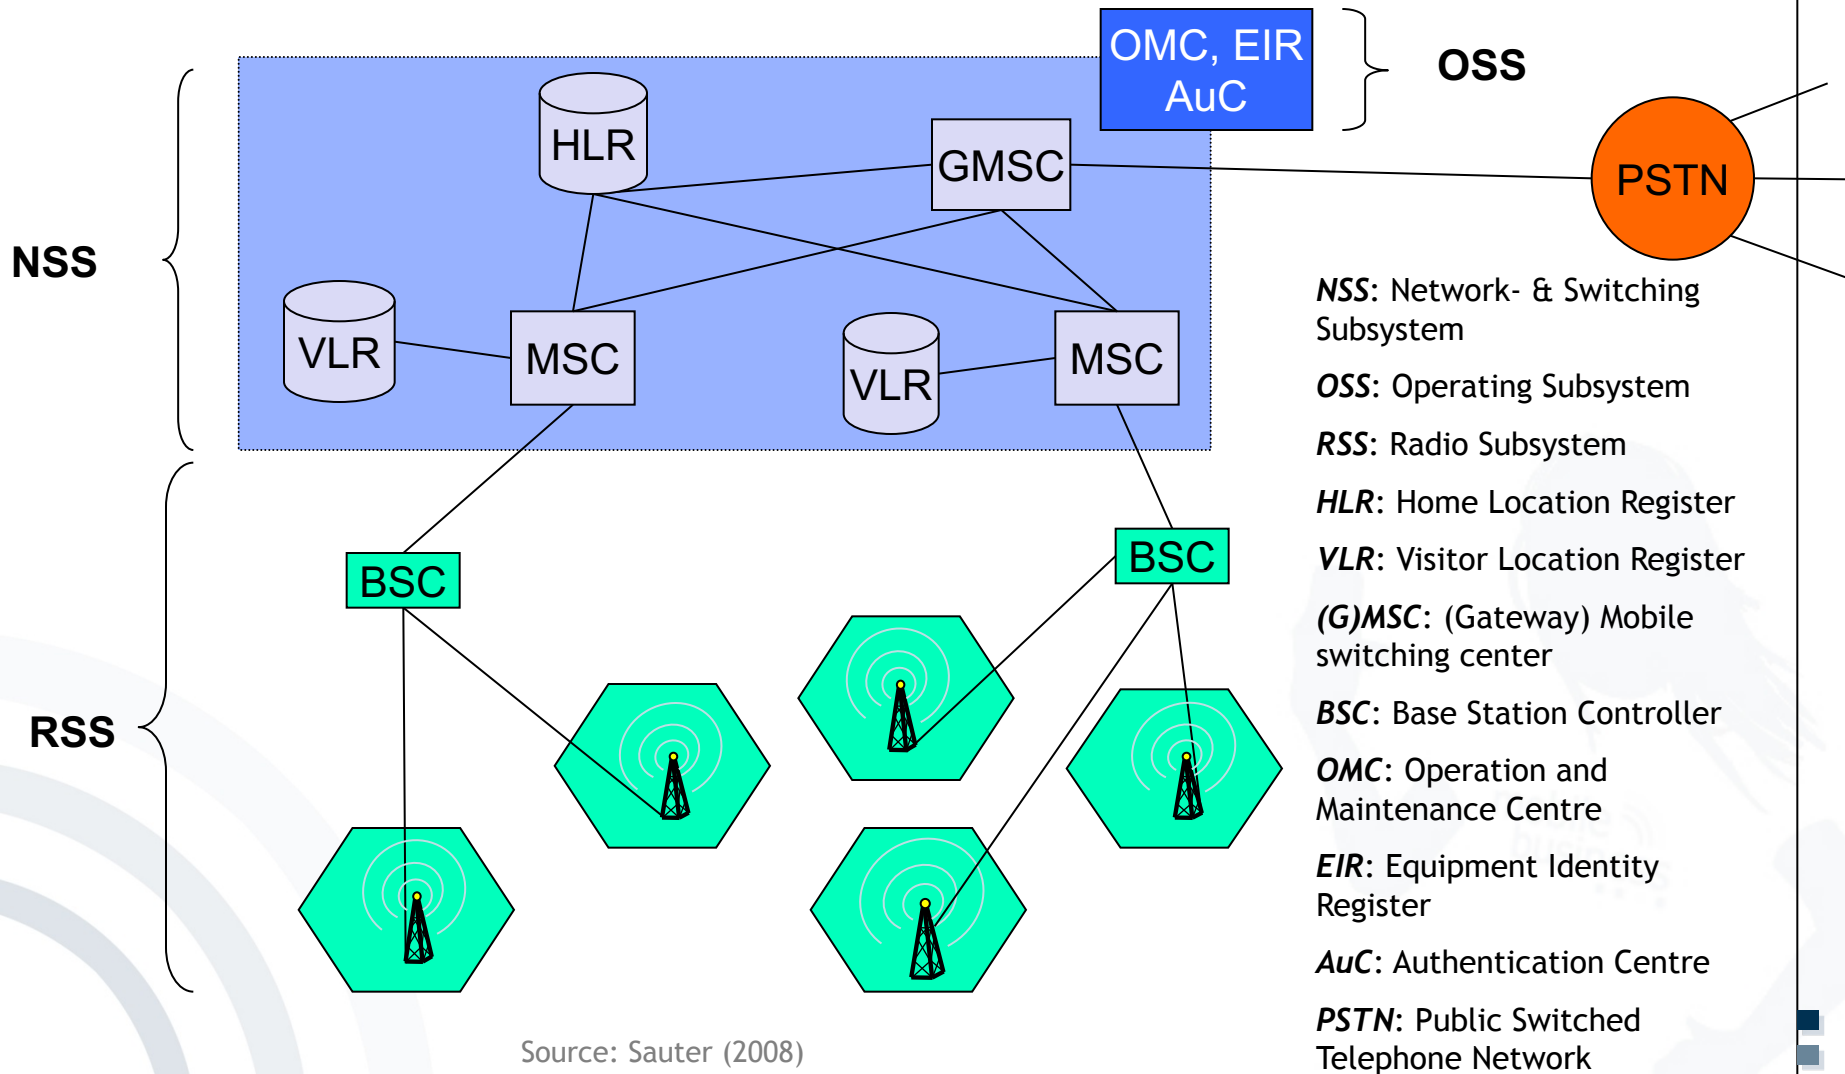 OMC, EIR
AuC
OSS
HLR
GMSC
PSTN
NSS
VLR
MSC
VLR
MSC
NSS: Network- & Switching
Subsystem
OSS: Operating Subsystem
RSS: Radio Subsystem
HLR: Home Location Register
VLR: Visitor Location Register
(G)MSC: (Gateway) Mobile
switching center
BSC: Base Station Controller
OMC: Operation and
Maintenance Centre
EIR: Equipment Identity
Register
AuC: Authentication Centre
PSTN: Public Switched
Telephone Network
BSC
BSC
RSS
Source: Sauter (2008)